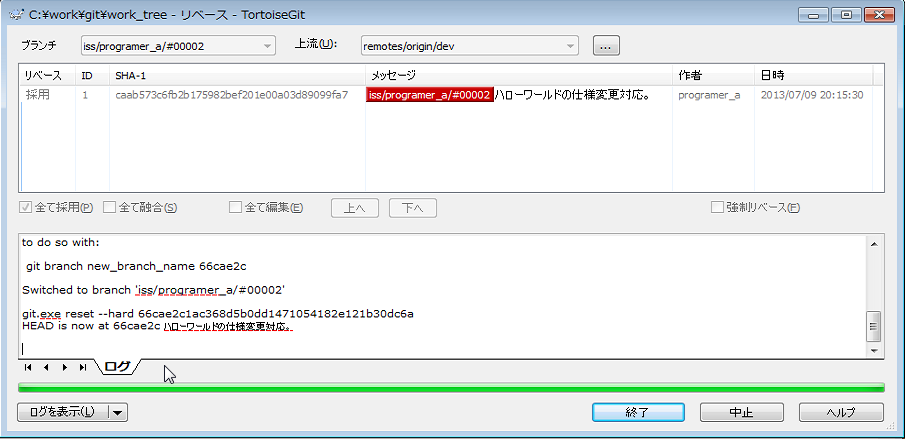 C:¥work¥git¥work_tree - リベース - TortoiseGit
ブランチ iss/programer_a/#00002 上流(U): remotes/origin/dev ...
リベース ID SHA-1 メッセージ 作者 日時
採用 1 caab573c6fb2b175982bef201e00a03d89099fa7 iss/programer_a/#00002 ハローワールドの仕様変更対応。 programer_a 2013/07/09 20:15:30
全て採用(P) 全て融合(S) 全て編集(E) 上へ 下へ 強制リベース(F)
to do so with:
git branch new_branch_name 66cae2c
Switched to branch 'iss/programer_a/#00002'
git.exe reset --hard 66cae2c1ac368d5b0dd1471054182e121b30dc6a
HEAD is now at 66cae2c ハローワールドの仕様変更対応。
ログ
ログを表示(L) 終了 中止 ヘルプ